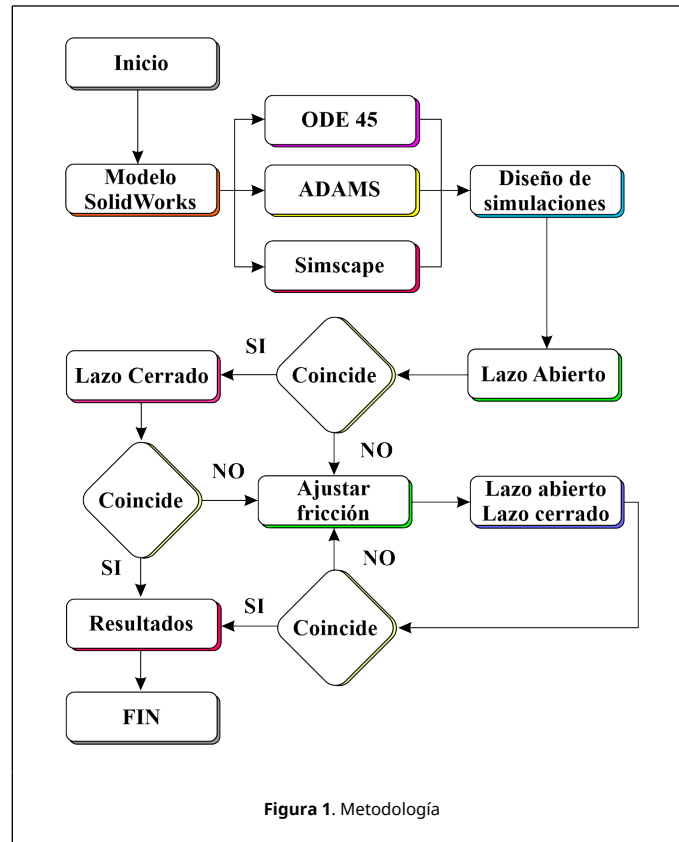 Inicio
ODE 45
Modelo
SolidWorks
ADAMS
Diseño de
simulaciones
Simscape
SI
Lazo Cerrado
Coincide
Lazo Abierto
NO
NO
Coincide
Ajustar
fricción
Lazo abierto
Lazo cerrado
SI
NO
Resultados
SI
Coincide
FIN
Figura 1. Metodología